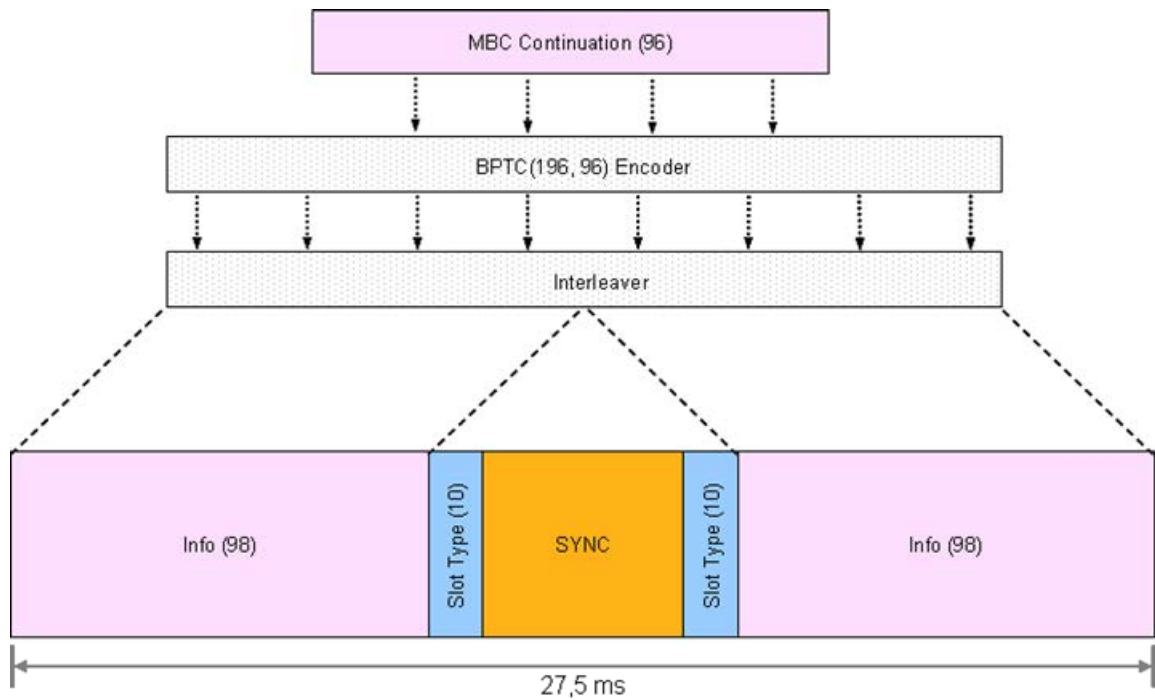 MBC Continuation (96)
BPTC(196, 96) Encoder
Interleaver
Info (98)
Slot Type (10)
SYNC
Slot Type (10)
Info (98)
27,5 ms